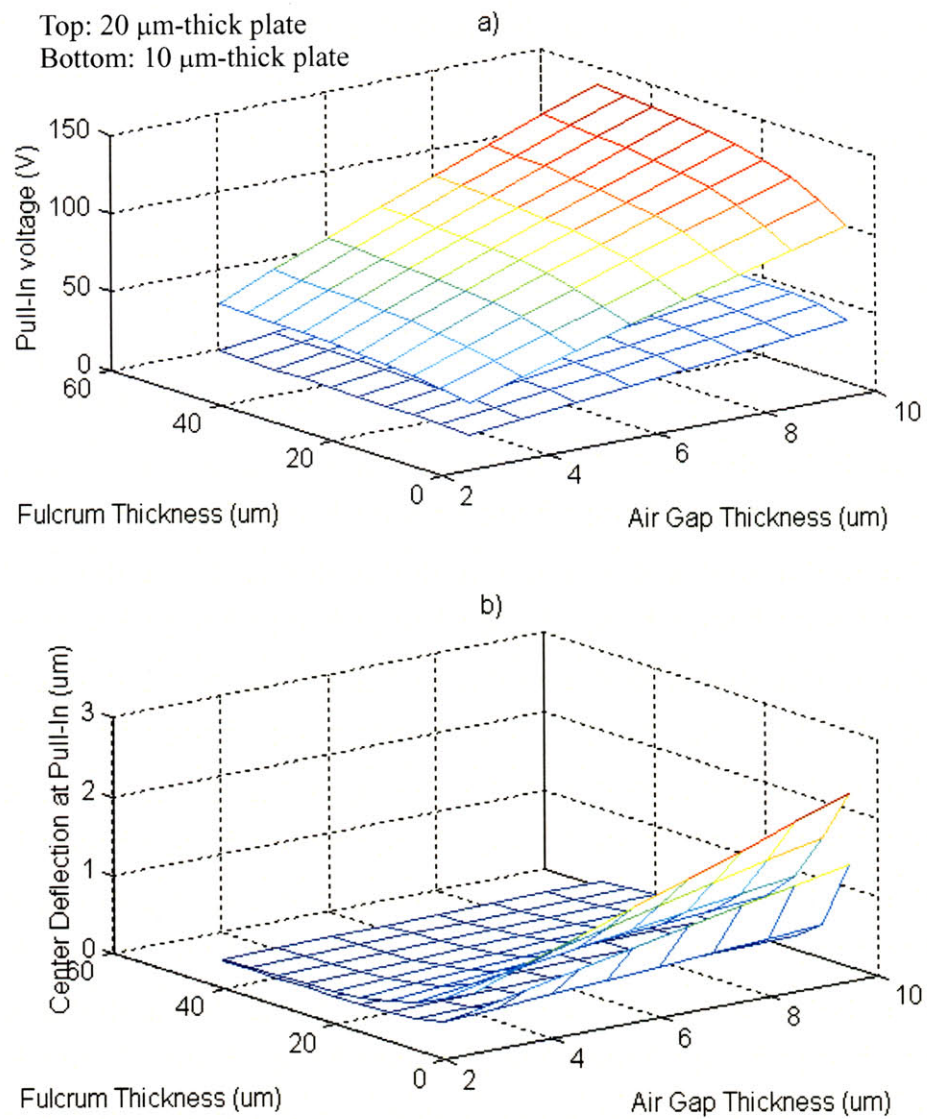 Top: 20 μm-thick plate
Bottom: 10 μm-thick plate
a)
150
100
50
0
Pull-In voltage (V)
60
40
20
0
2
4
6
8
10
Fulcrum Thickness (um)
Air Gap Thickness (um)
b)
3
2
1
0
Center Deflection at Pull-In (um)
60
40
20
0
2
4
6
8
10
Fulcrum Thickness (um)
Air Gap Thickness (um)